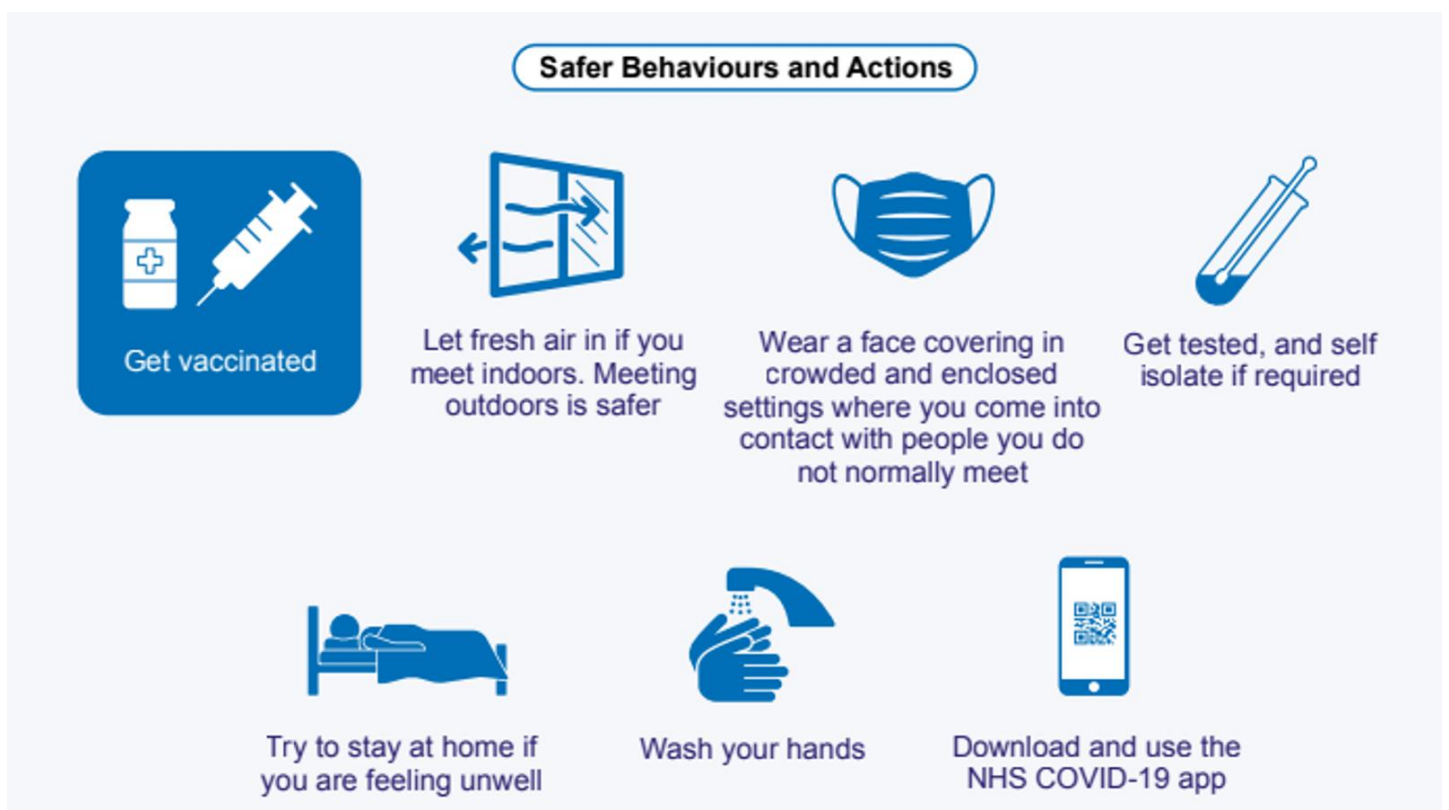 Safer Behaviours and Actions
Get vaccinated
Let fresh air in if you
meet indoors. Meeting
outdoors is safer
Wear a face covering in
crowded and enclosed
settings where you come into
contact with people you do
not normally meet
Get tested, and self
isolate if required
Try to stay at home if
you are feeling unwell
Wash your hands
Download and use the
NHS COVID-19 app